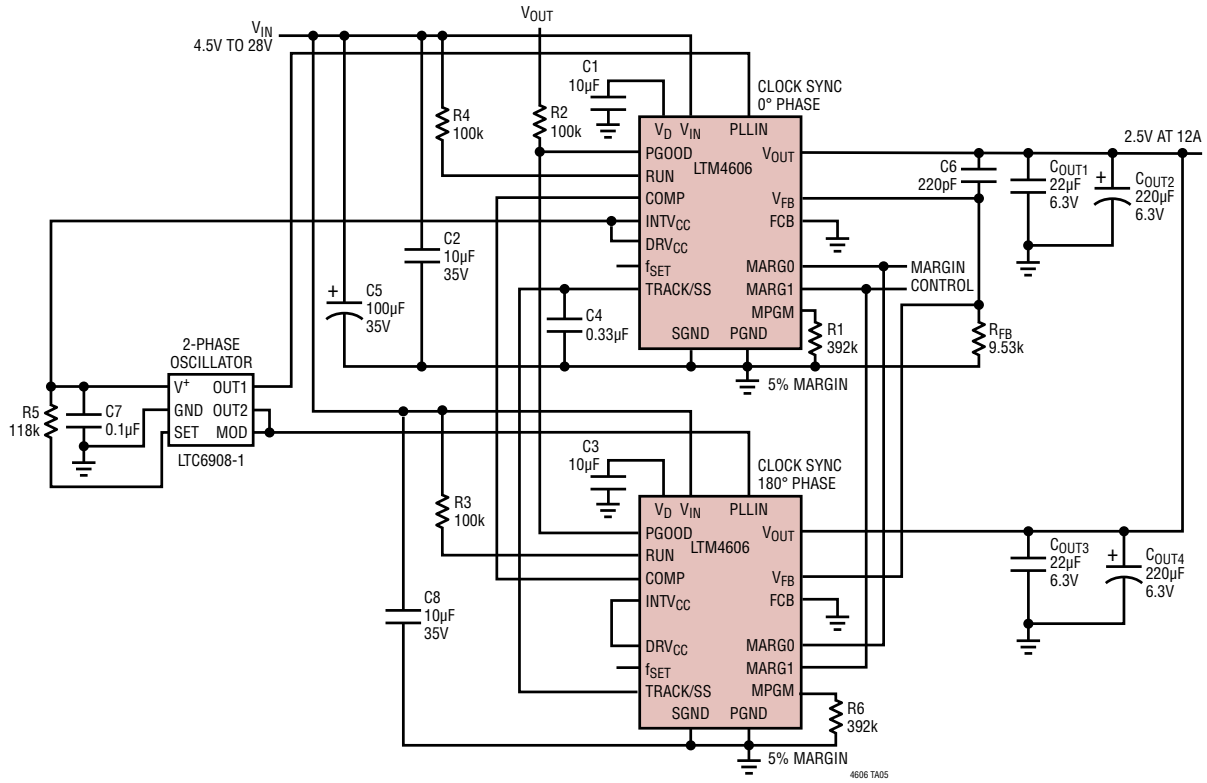 VIN
4.5V TO 28V
VOUT
C1
10µF
CLOCK SYNC
0° PHASE
R4
100k
R2
100k
VD VIN PLLIN
PGOOD
RUN
COMP
INTVCC
DRVCC
fSET
TRACK/SS
SGND PGND
LTM4606
VOUT
VFB
FCB
MARG0
MARG1
MPGM
2.5V AT 12A
C6
220pF
COUT1
22µF
6.3V
+
COUT2
220µF
6.3V
MARGIN
CONTROL
C2
10µF
35V
+
C5
100µF
35V
C4
0.33µF
R1
392k
RFB
9.53k
5% MARGIN
2-PHASE
OSCILLATOR
V+ OUT1
GND OUT2
SET MOD
LTC6908-1
R5
118k
C7
0.1µF
C3
10µF
CLOCK SYNC
180° PHASE
R3
100k
VD VIN PLLIN
PGOOD
RUN
COMP
INTVCC
DRVCC
fSET
TRACK/SS
SGND PGND
LTM4606
VOUT
VFB
FCB
MARG0
MARG1
MPGM
C8
10µF
35V
COUT3
22µF
6.3V
+
COUT4
220µF
6.3V
R6
392k
5% MARGIN
4606 TA05